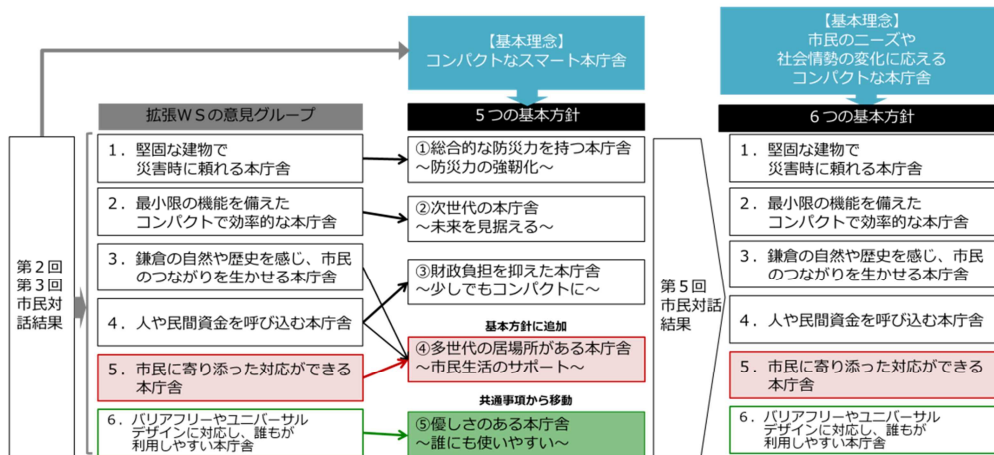 【基本理念】
コンパクトなスマート本庁舎
【基本理念】
市民のニーズや
社会情勢の変化に応える
コンパクトな本庁舎
拡張WSの意見グループ
5つの基本方針
6つの基本方針
第2回
第3回
市民対
話結果
1．堅固な建物で
災害時に頼れる本庁舎
2．最小限の機能を備えた
コンパクトで効率的な本庁舎
3．鎌倉の自然や歴史を感じ、市民
のつながりを生かせる本庁舎
4．人や民間資金を呼び込む本庁舎
5．市民に寄り添った対応ができる
本庁舎
6．バリアフリーやユニバーサル
デザインに対応し、誰もが
利用しやすい本庁舎
①総合的な防災力を持つ本庁舎
～防災力の強靭化～
②次世代の本庁舎
～未来を見据える～
③財政負担を抑えた本庁舎
～少しでもコンパクトに～
基本方針に追加
④多世代の居場所がある本庁舎
～市民生活のサポート～
共通事項から移動
⑤優しさのある本庁舎
～誰にも使いやすい～
第5回
市民対話
結果
1．堅固な建物で
災害時に頼れる本庁舎
2．最小限の機能を備えた
コンパクトで効率的な本庁舎
3．鎌倉の自然や歴史を感じ、市民
のつながりを生かせる本庁舎
4．人や民間資金を呼び込む本庁舎
5．市民に寄り添った対応ができる
本庁舎
6．バリアフリーやユニバーサル
デザインに対応し、誰もが
利用しやすい本庁舎